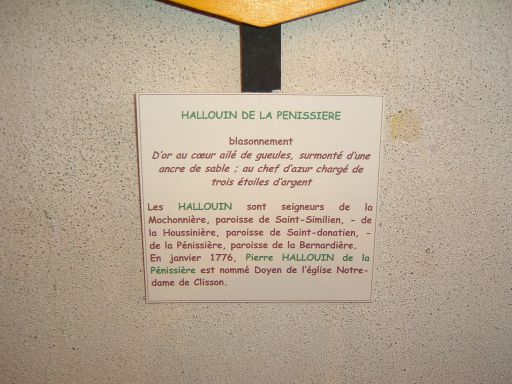 HALLOUIN DE LA PENISSIERE
blasonnement
D'or au cœur ailé de gueules, surmonté d'une
ancre de sable ; au chef d'azur chargé de
trois étoiles d'argent
Les HALLOUIN sont seigneurs de la
Mochonnière, paroisse de Saint-Similien, - de
la Houssinière, paroisse de Saint-donatien, -
de la Pénissière, paroisse de la Bernardière.
En janvier 1776, Pierre HALLOUIN de la
Pénissière est nommé Doyen de l'église Notre-
dame de Clisson.